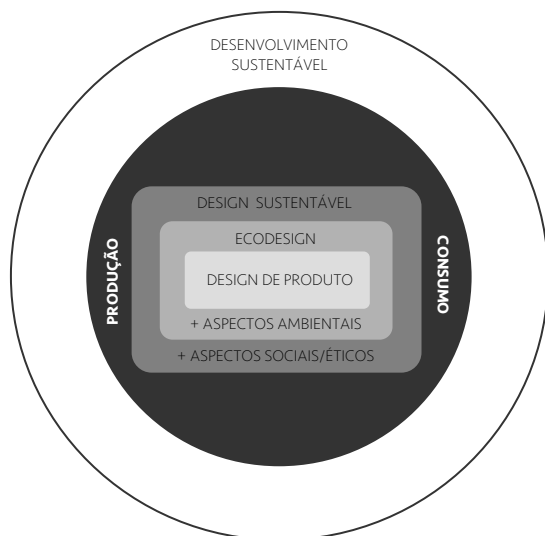 DESENVOLVIMENTO
SUSTENTÁVEL
DESIGN SUSTENTÁVEL
ECODESIGN
PRODUÇÃO
DESIGN DE PRODUTO
CONSUMO
+ ASPECTOS AMBIENTAIS
+ ASPECTOS SOCIAIS/ÉTICOS